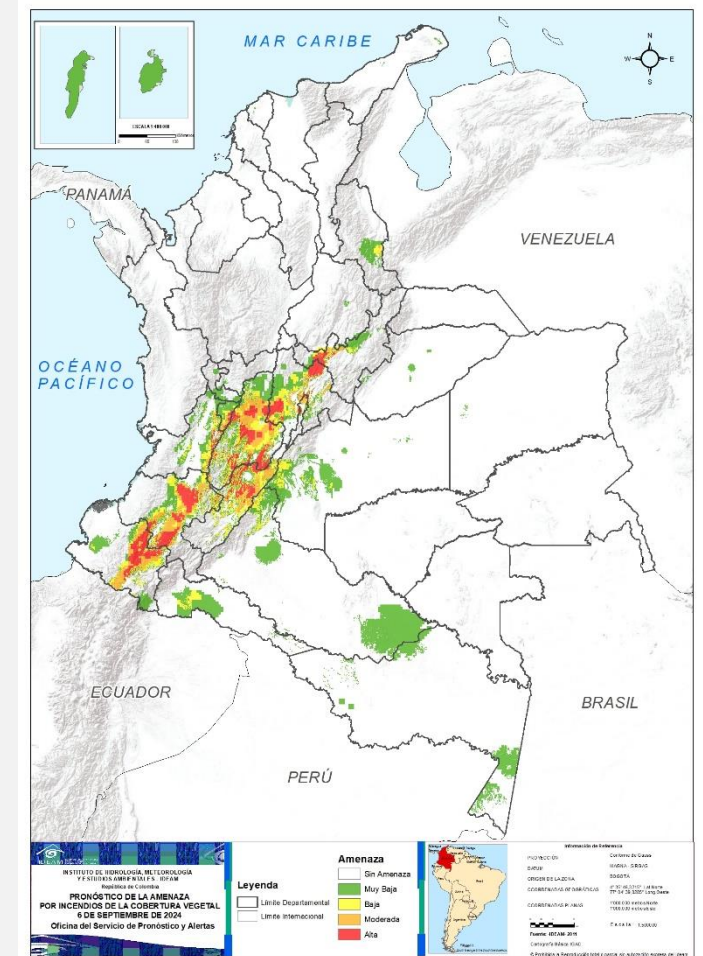 MAR CARIBE
N
W
E
S
PANAMÁ
VENEZUELA
OCÉANO
PACÍFICO
ECUADOR
BRASIL
PERÚ
IDEAM
INSTITUTO DE HIDROLOGÍA, METEOROLOGÍA
Y ESTUDIOS AMBIENTALES - IDEAM
República de Colombia
PRONÓSTICO DE LA AMENAZA
POR INCENDIOS DE LA COBERTURA VEGETAL
6 DE SEPTIEMBRE DE 2024
Oficina del Servicio de Pronóstico y Alertas
Leyenda
Límite Departamental
Límite Internacional
Amenaza
Sin Amenaza
Muy Baja
Baja
Moderada
Alta
Información de Referencia
PROYECCIÓN
DATUM
ORIGEN DE LA ZONA
BOGOTÁ
COORDENADAS GEOGRÁFICAS
COORDENADAS PLANAS
Fuente: IDEAM